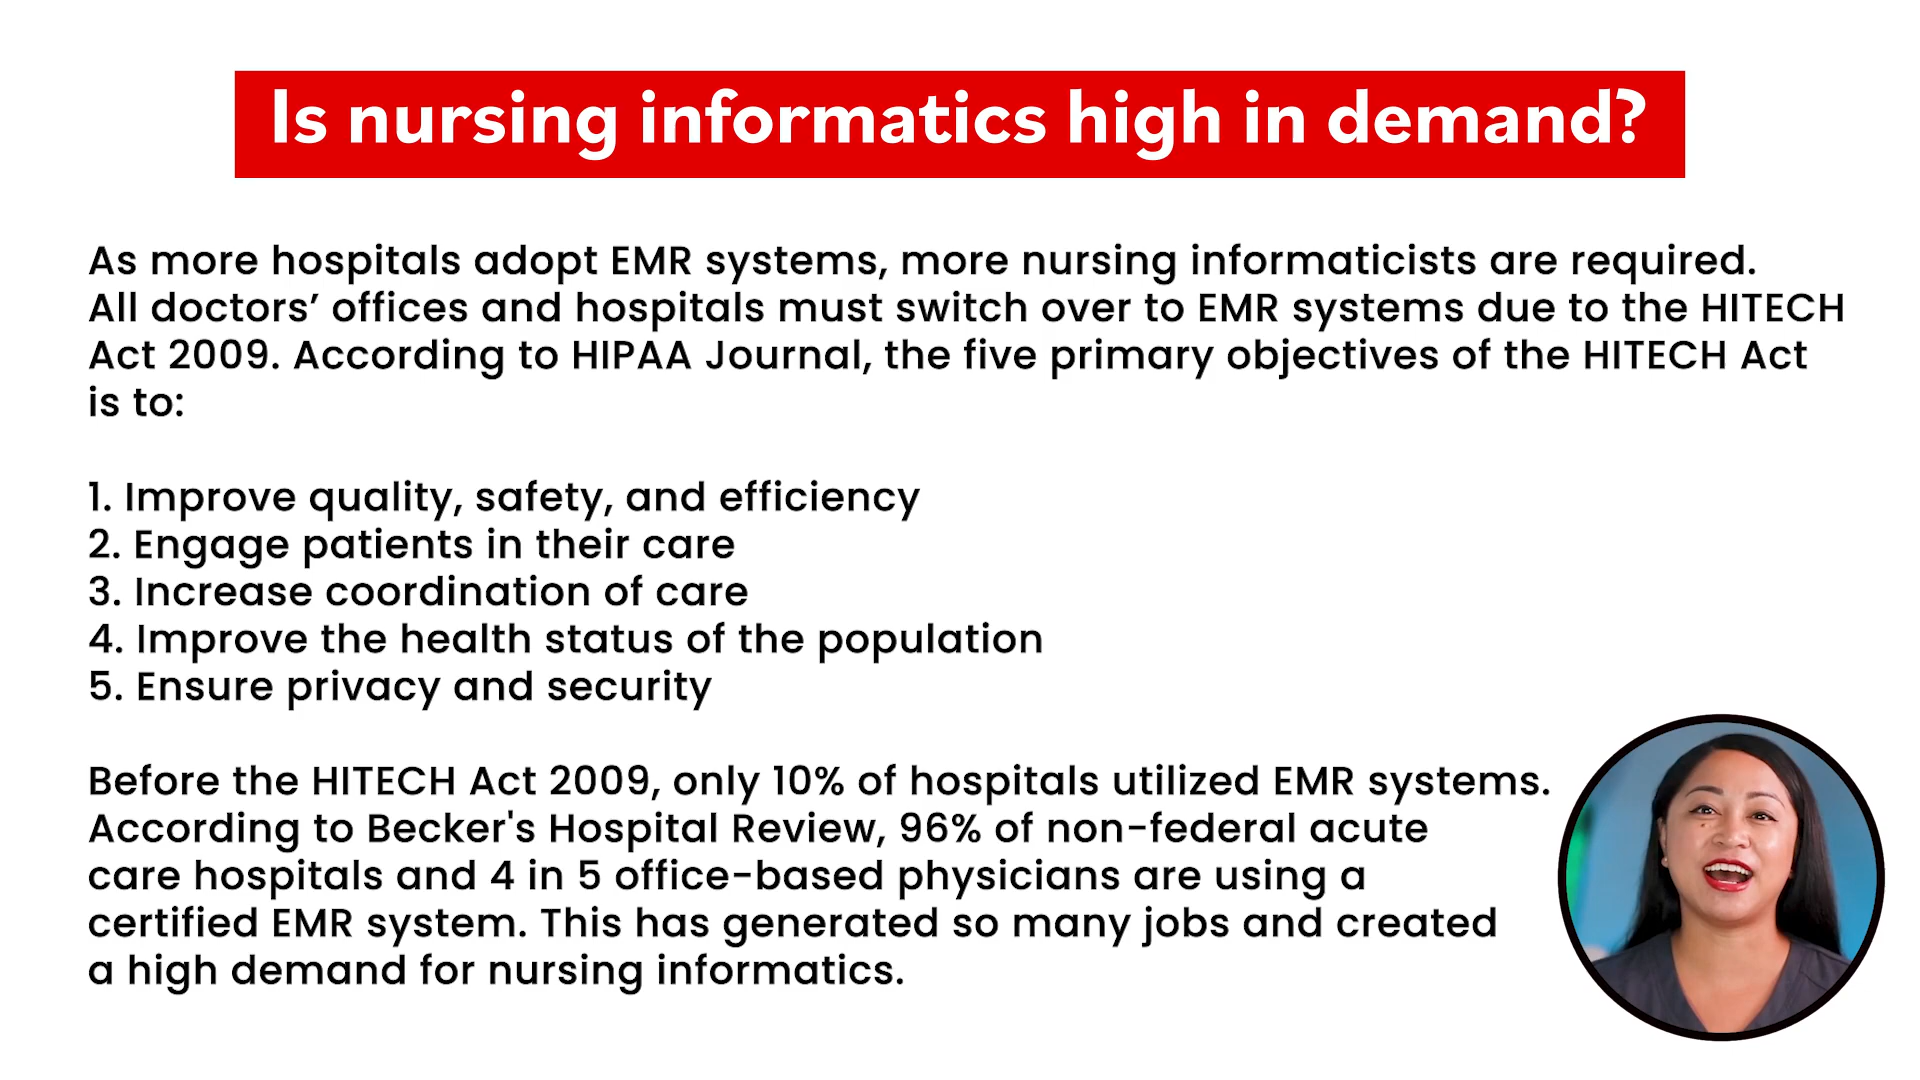 Is nursing informatics high in demand?
As more hospitals adopt EMR systems, more nursing informaticists are required.
All doctors’ offices and hospitals must switch over to EMR systems due to the HITECH
Act 2009. According to HIPAA Journal, the five primary objectives of the HITECH Act
is to:
1. Improve quality, safety, and efficiency
2. Engage patients in their care
3. Increase coordination of care
4. Improve the health status of the population
5. Ensure privacy and security
Before the HITECH Act 2009, only 10% of hospitals utilized EMR systems.
According to Becker's Hospital Review, 96% of non-federal acute
care hospitals and 4 in 5 office-based physicians are using a
certified EMR system. This has generated so many jobs and created
a high demand for nursing informatics.